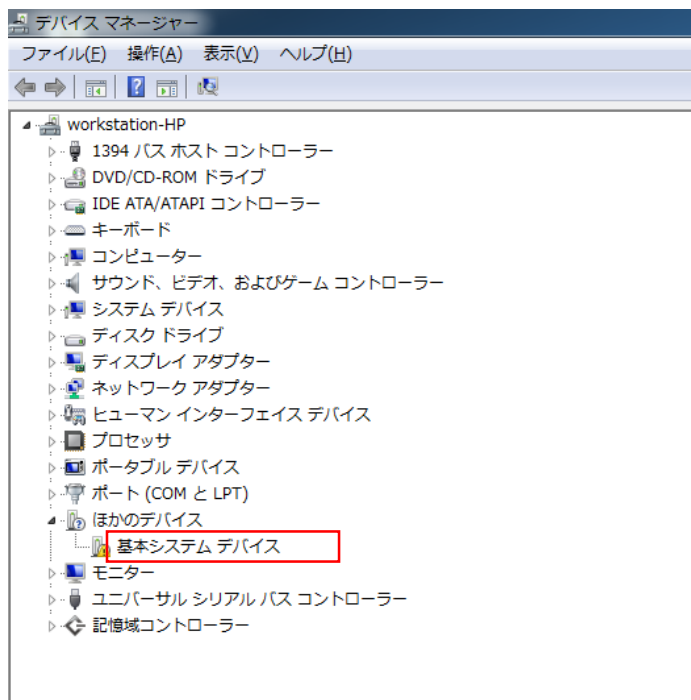 デバイス マネージャー
ファイル(F) 操作(A) 表示(V) ヘルプ(H)
workstation-HP
1394 バス ホスト コントローラー
DVD/CD-ROM ドライブ
IDE ATA/ATAPI コントローラー
キーボード
コンピューター
サウンド、ビデオ、およびゲーム コントローラー
システム デバイス
ディスク ドライブ
ディスプレイ アダプター
ネットワーク アダプター
ヒューマン インターフェイス デバイス
プロセッサ
ポータブル デバイス
ポート (COM と LPT)
ほかのデバイス
基本システム デバイス
モニター
ユニバーサル シリアル バス コントローラー
記憶域コントローラー